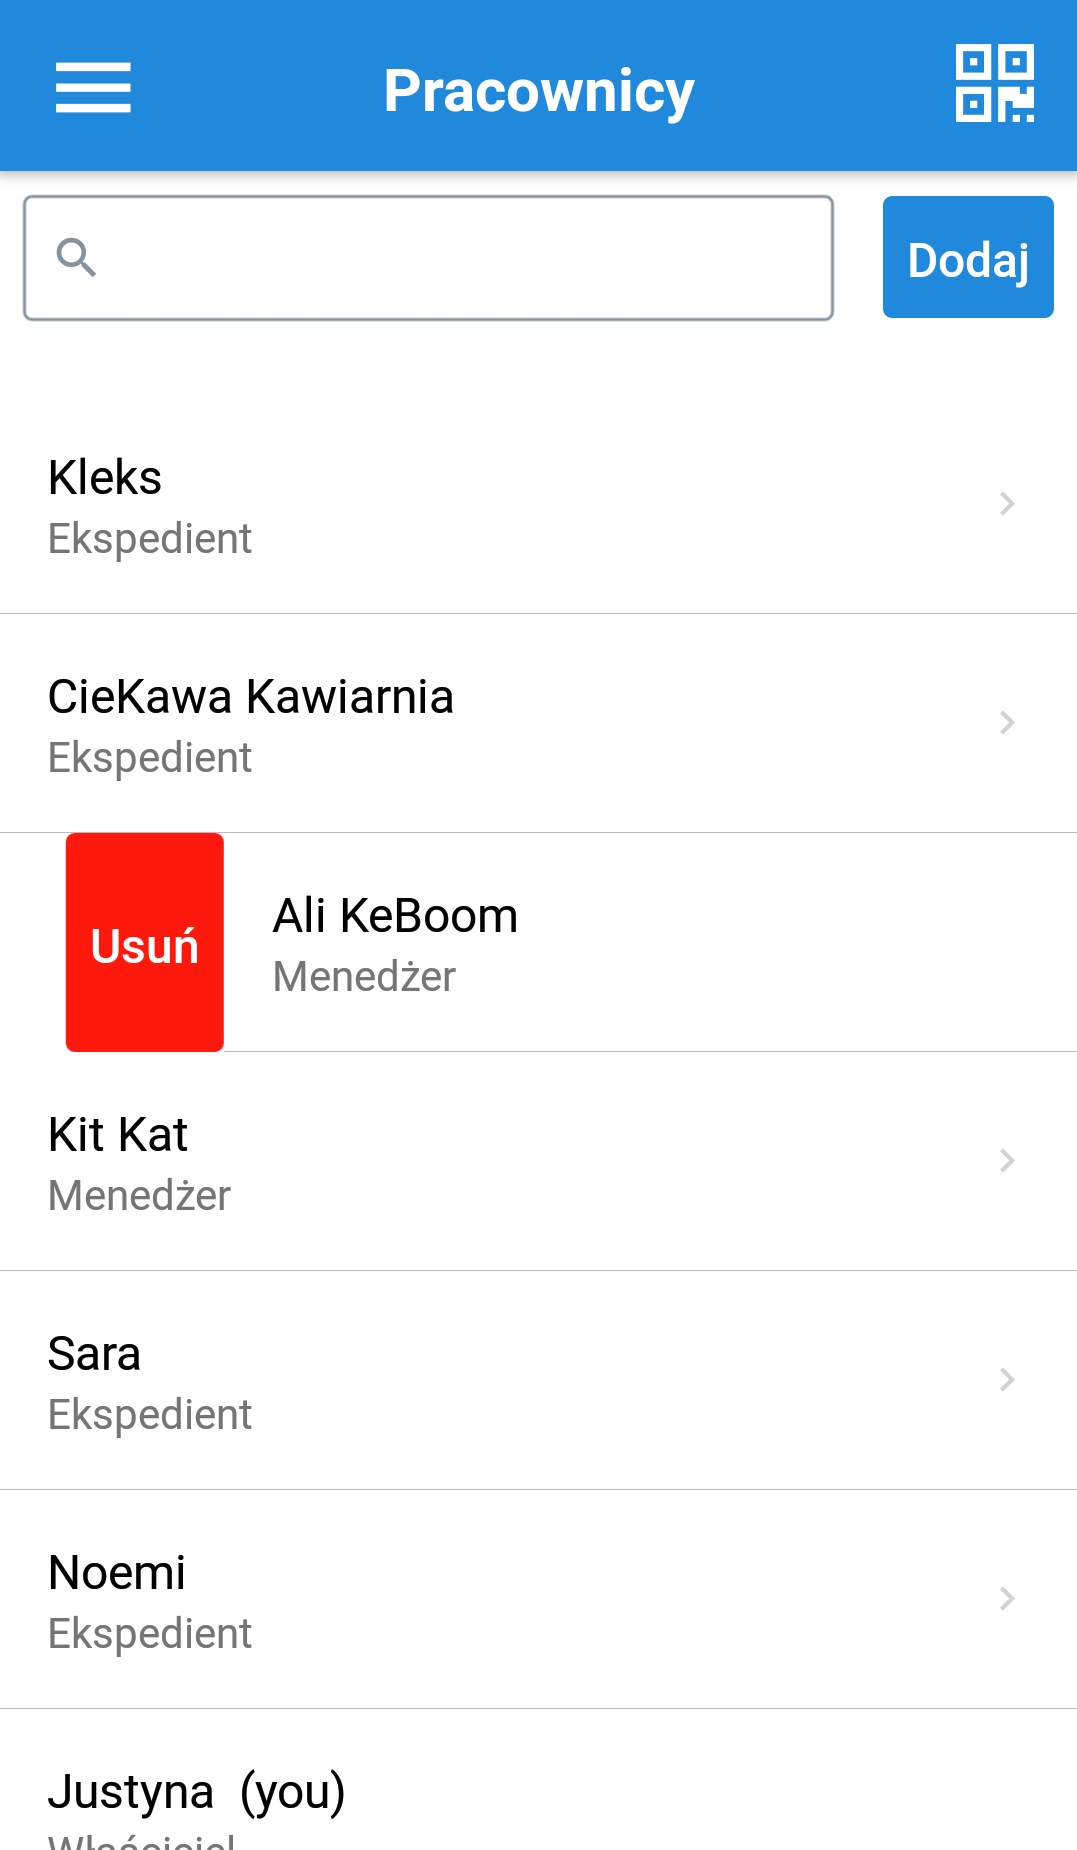 Pracownicy
Dodaj
Kleks
Ekspedient
CieKawa Kawiarnia
Ekspedient
Usuń
Ali KeBoom
Menedżer
Kit Kat
Menedżer
Sara
Ekspedient
Noemi
Ekspedient
Justyna (you)
Właściciel